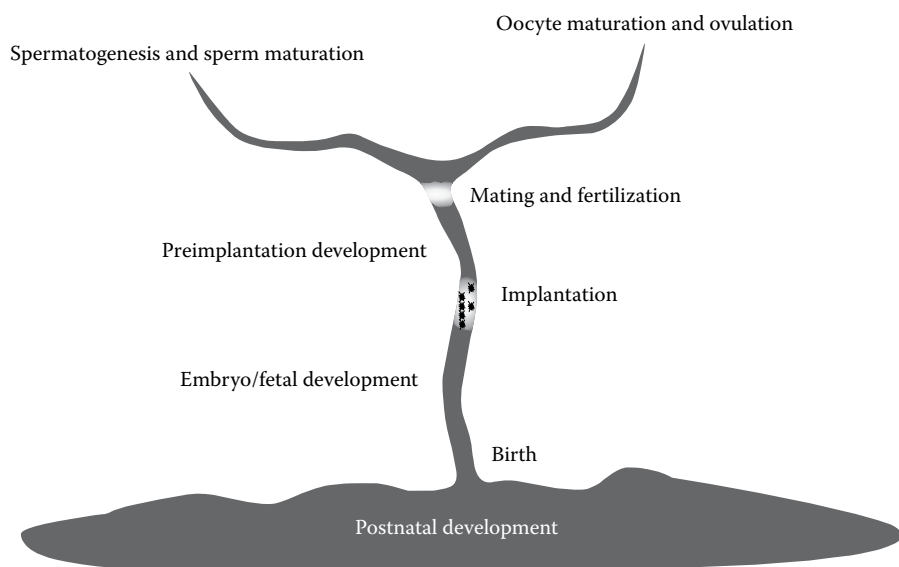 Oocyte maturation and ovulation
Spermatogenesis and sperm maturation
Mating and fertilization
Preimplantation development
Implantation
Embryo/fetal development
Birth
Postnatal development